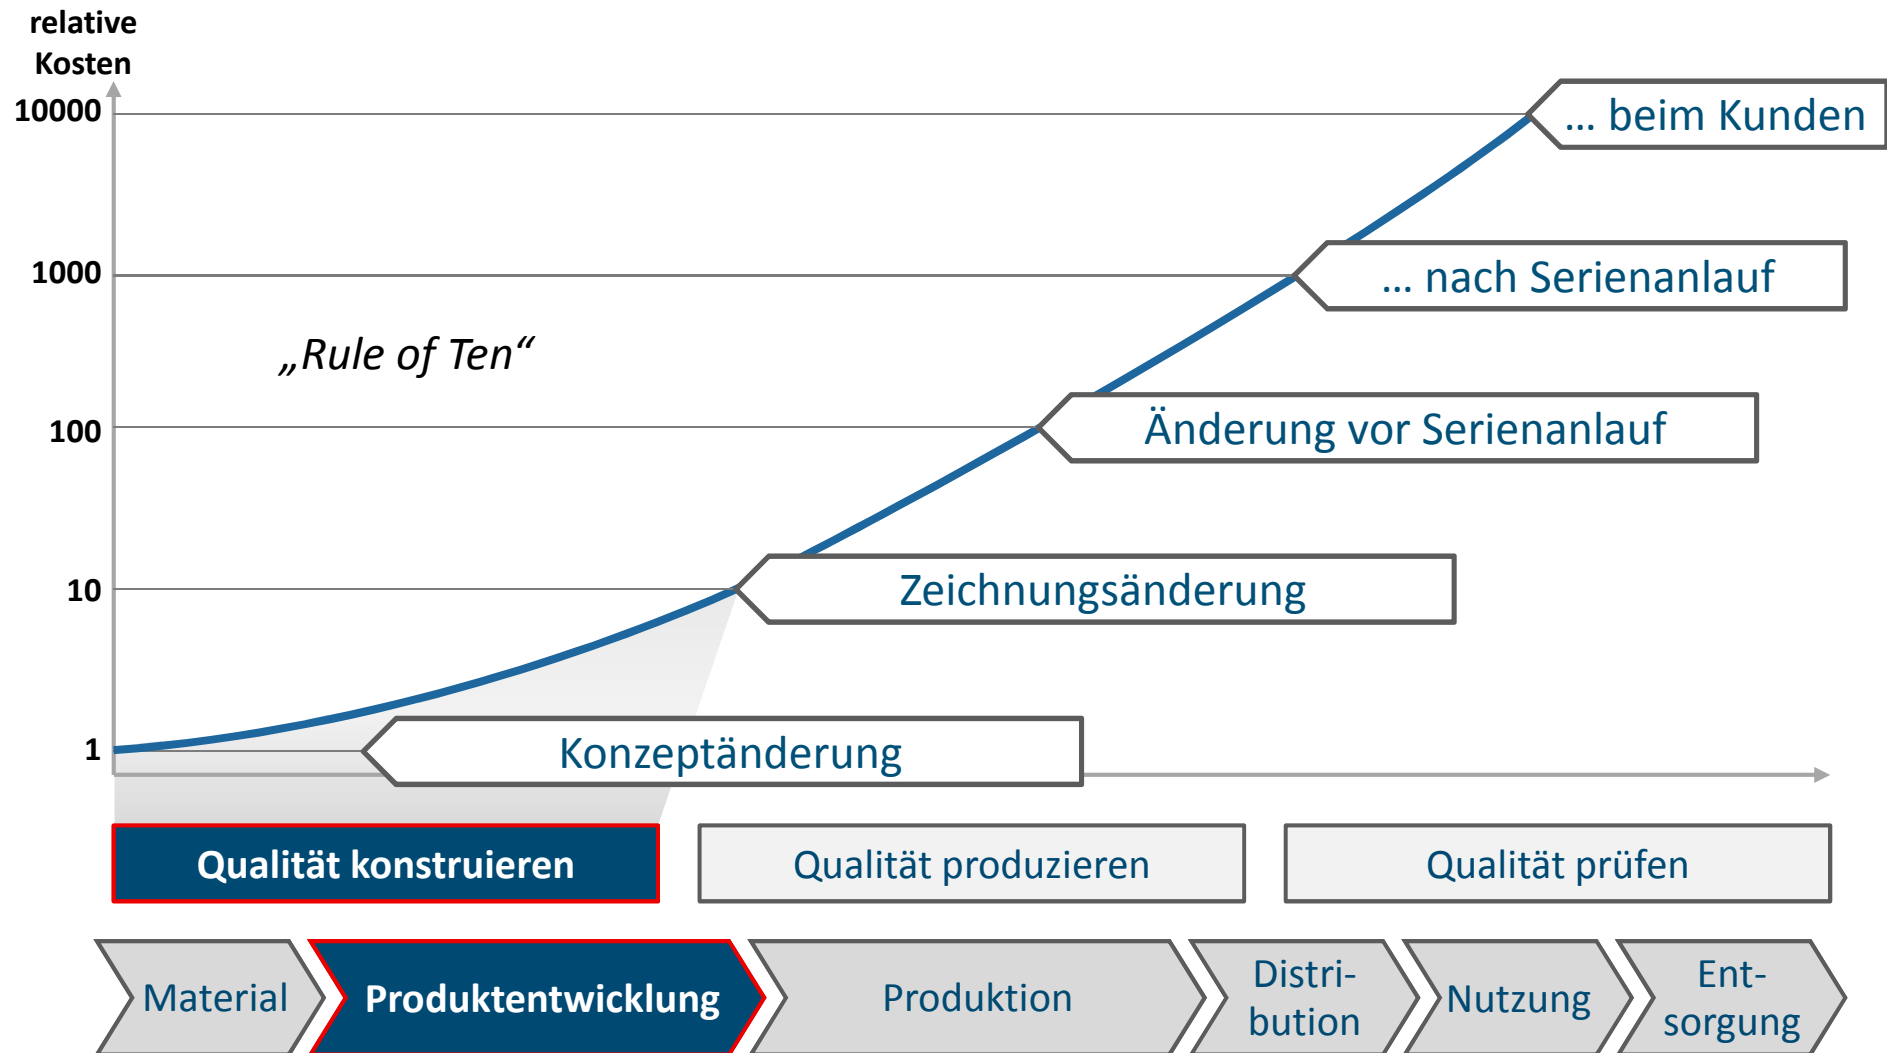 relative
Kosten
10000
... beim Kunden
1000
... nach Serienanlauf
„Rule of Ten“
100
Änderung vor Serienanlauf
10
Zeichnungsänderung
1
Konzeptänderung
Qualität konstruieren
Qualität produzieren
Qualität prüfen
Material
Produktentwicklung
Produktion
Distri-
bution
Nutzung
Ent-
sorgung